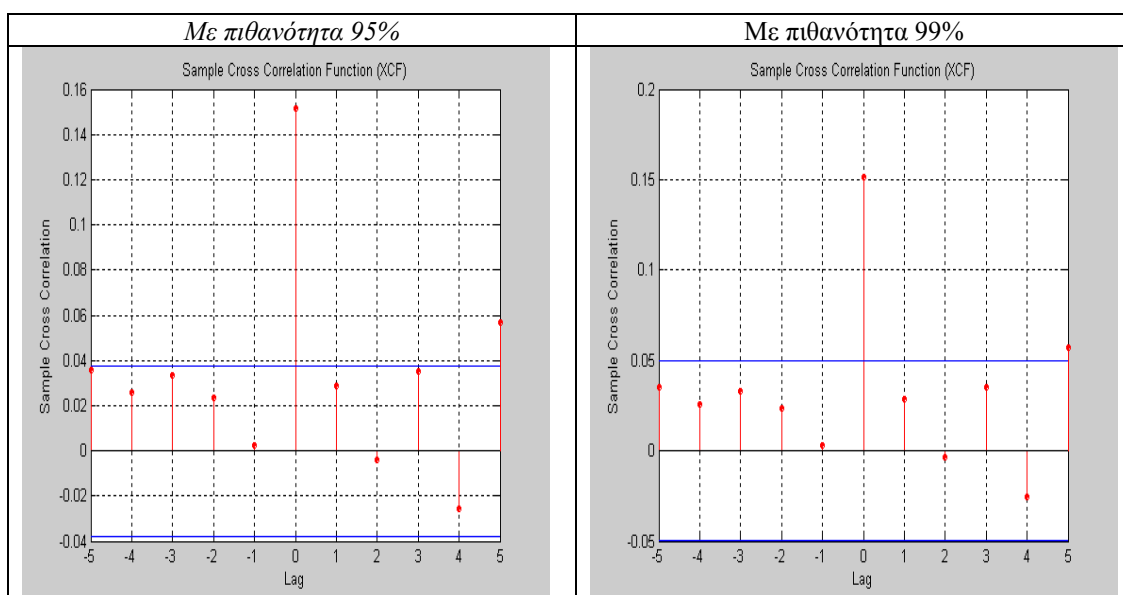 Με πιθανότητα 95%
Με πιθανότητα 99%
Sample Cross Correlation Function (XCF)
0.16
0.14
0.12
0.1
0.08
0.06
0.04
0.02
0
-0.02
-0.04
Sample Cross Correlation
-5 -4 -3 -2 -1 0 1 2 3 4 5
Lag
Sample Cross Correlation Function (XCF)
0.2
0.15
0.1
0.05
0
-0.05
Sample Cross Correlation
-5 -4 -3 -2 -1 0 1 2 3 4 5
Lag